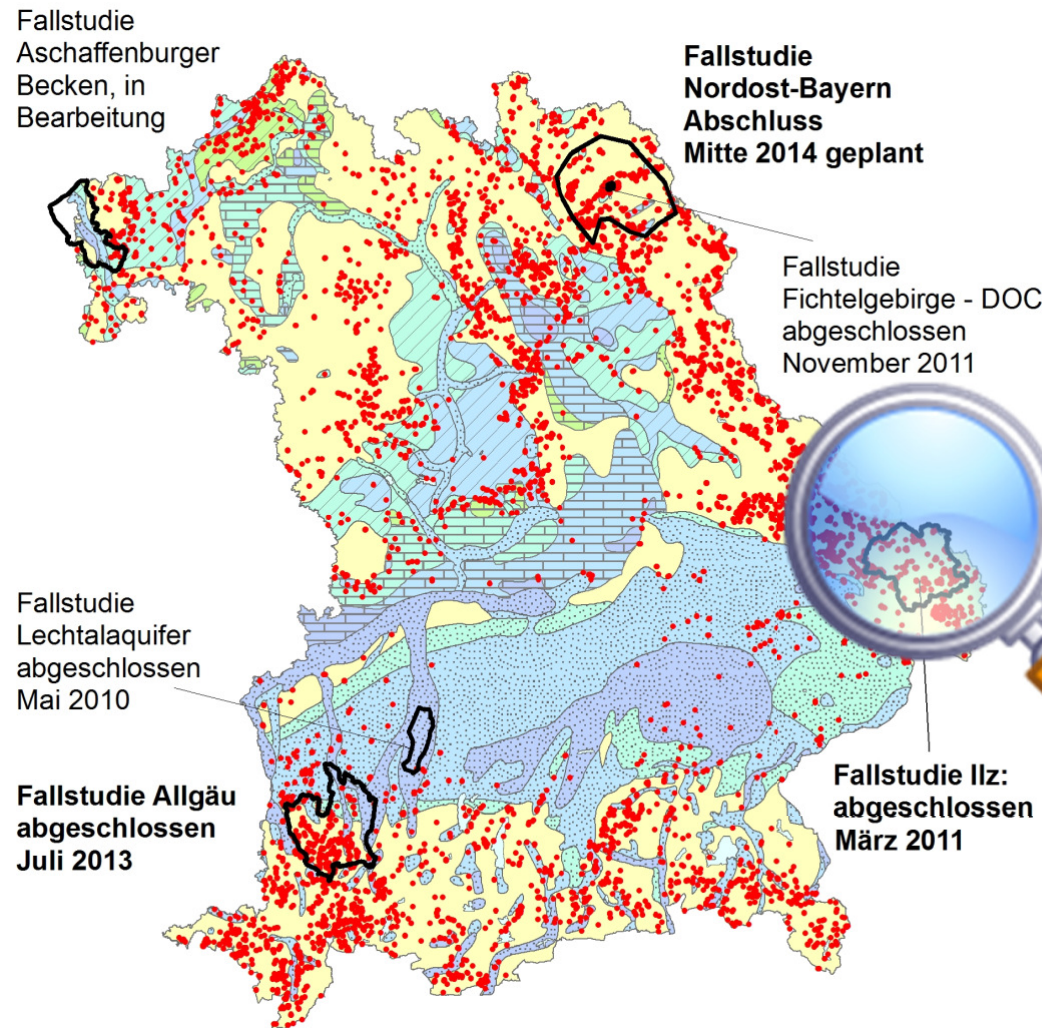 Fallstudie
Aschaffenburger
Becken, in
Bearbeitung
Fallstudie
Nordost-Bayern
Abschluss
Mitte 2014 geplant
Fallstudie
Fichtelgebirge - DOC
abgeschlossen
November 2011
Fallstudie
Lechtalaquifer
abgeschlossen
Mai 2010
Fallstudie Allgäu
abgeschlossen
Juli 2013
Fallstudie Ilz:
abgeschlossen
März 2011